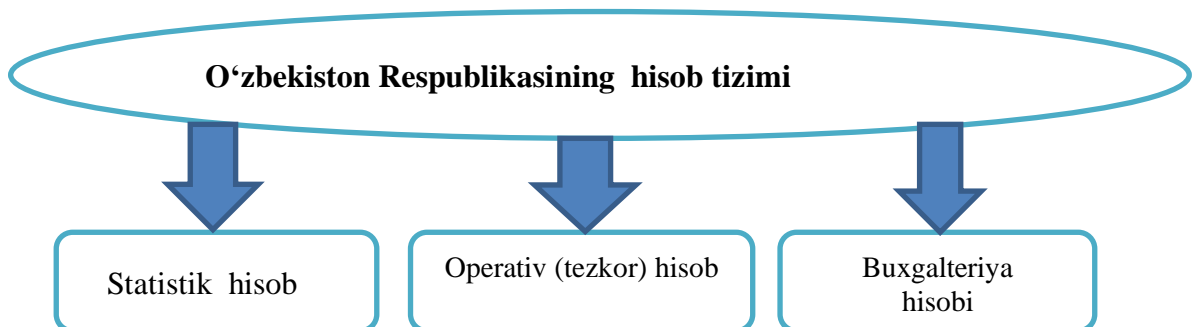 O‘zbekiston Respublikasining hisob tizimi
Statistik hisob
Operativ (tezkor) hisob
Buxgalteriya
hisobi